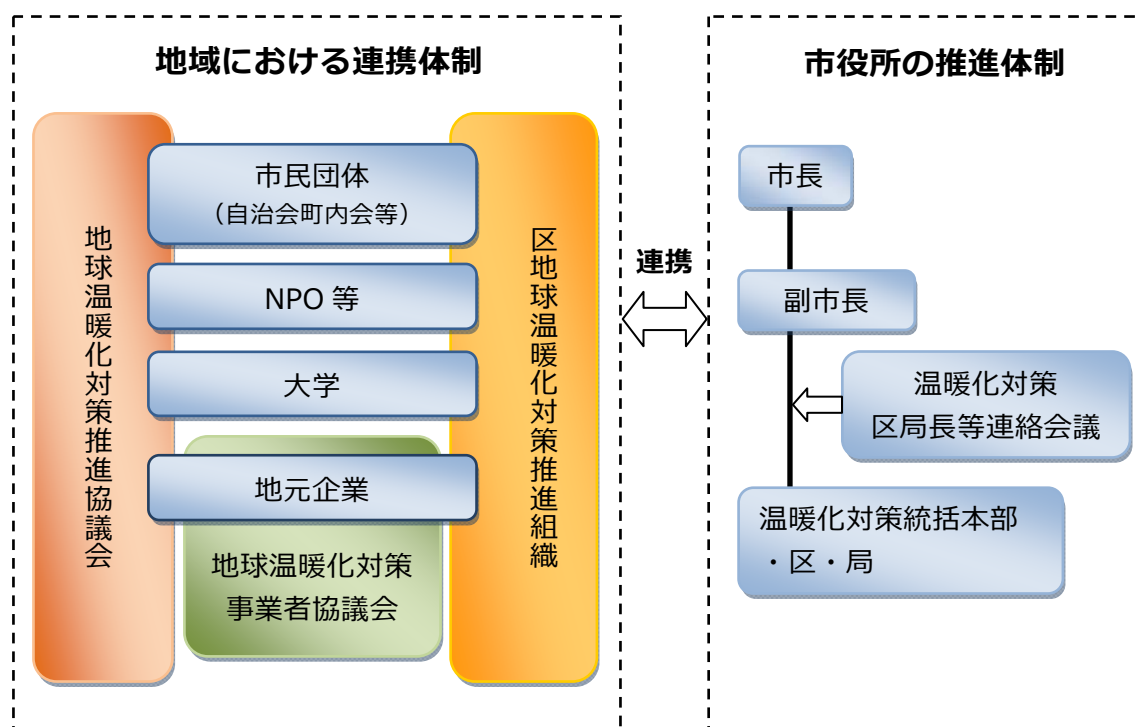 地域における連携体制
地球温暖化対策推進協議会
市民団体
（自治会町内会等）
NPO 等
大学
地元企業
地球温暖化対策
事業者協議会
区地球温暖化対策推進組織
連携
市役所の推進体制
市長
副市長
温暖化対策
区局長等連絡会議
温暖化対策統括本部
・区・局